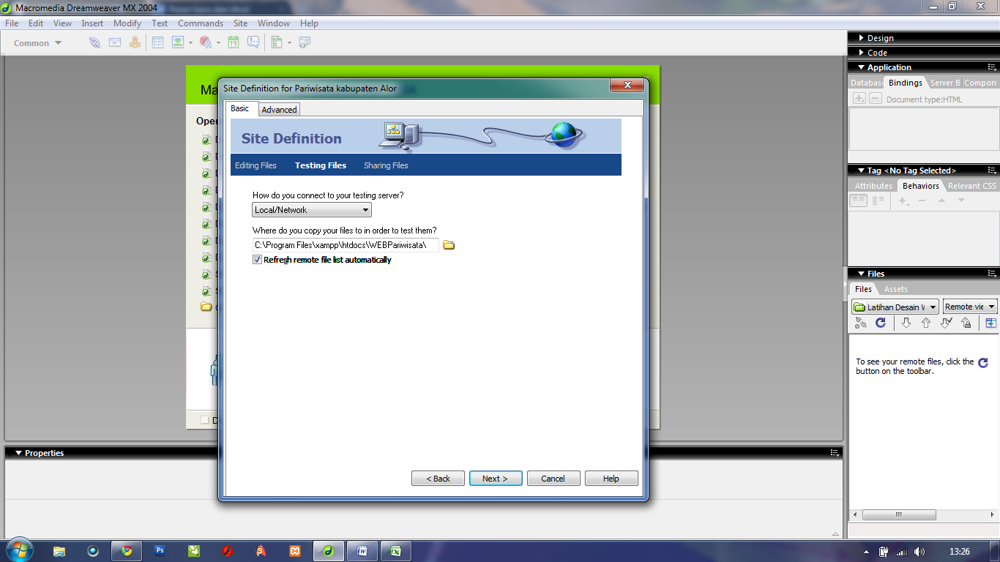 Macromedia Dreamweaver MX 2004
File Edit View Insert Modify Text Commands Site Window Help
Common
19
Design
Code
Application
Databas Bindings Server B Compon
Document type:HTML
Tag <No Tag Selected>
Attributes Behaviors Relevant CSS
Files
Files Assets
Latihan Desain W Remote vie
To see your remote files, click the
button on the toolbar.
Ma
Open
Site Definition for Pariwisata kabupaten Alor
Basic Advanced
Site Definition
Editing Files Testing Files Sharing Files
How do you connect to your testing server?
Local/Network
Where do you copy your files to in order to test them?
C:\Program Files\xampp\htdocs\WEBPariwisata\
Refresh remote file list automatically
< Back Next > Cancel Help
Properties
Ps
13:26